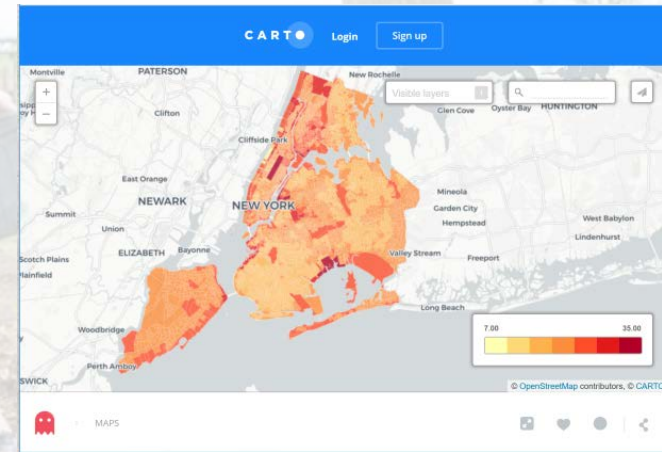 CARTO Login Sign up
Montville PATERSON New Rochelle
+ Visible layers
−
Clifton Glen Cove Oyster Bay HUNTINGTON
Cliffside Park
East Orange Mineola
NEWARK NEW YORK Garden City
Summit Hempstead West Babylon
Union Lindenhurst
Scotch Plains ELIZABETH Bayonne Valley Stream Freeport
Plainfield
Long Beach
Woodbridge 7.00 35.00
Perth Amboy
SWICK
© OpenStreetMap contributors, © CARTO
MAPS